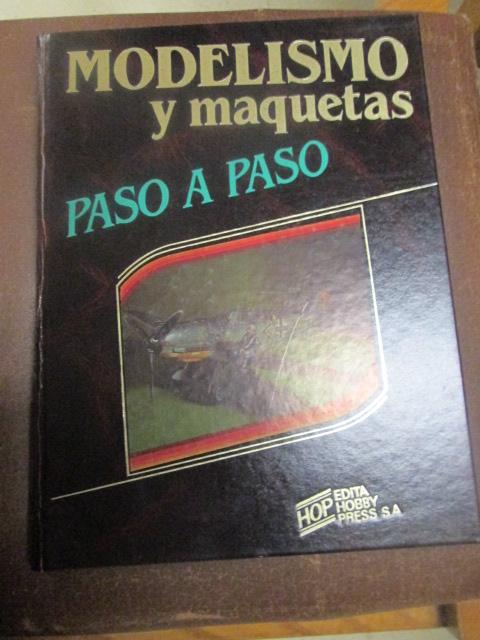 MODELISMO
y maquetas
PASO A PASO
HOP
EDITA
HOBBY
PRESS S.A